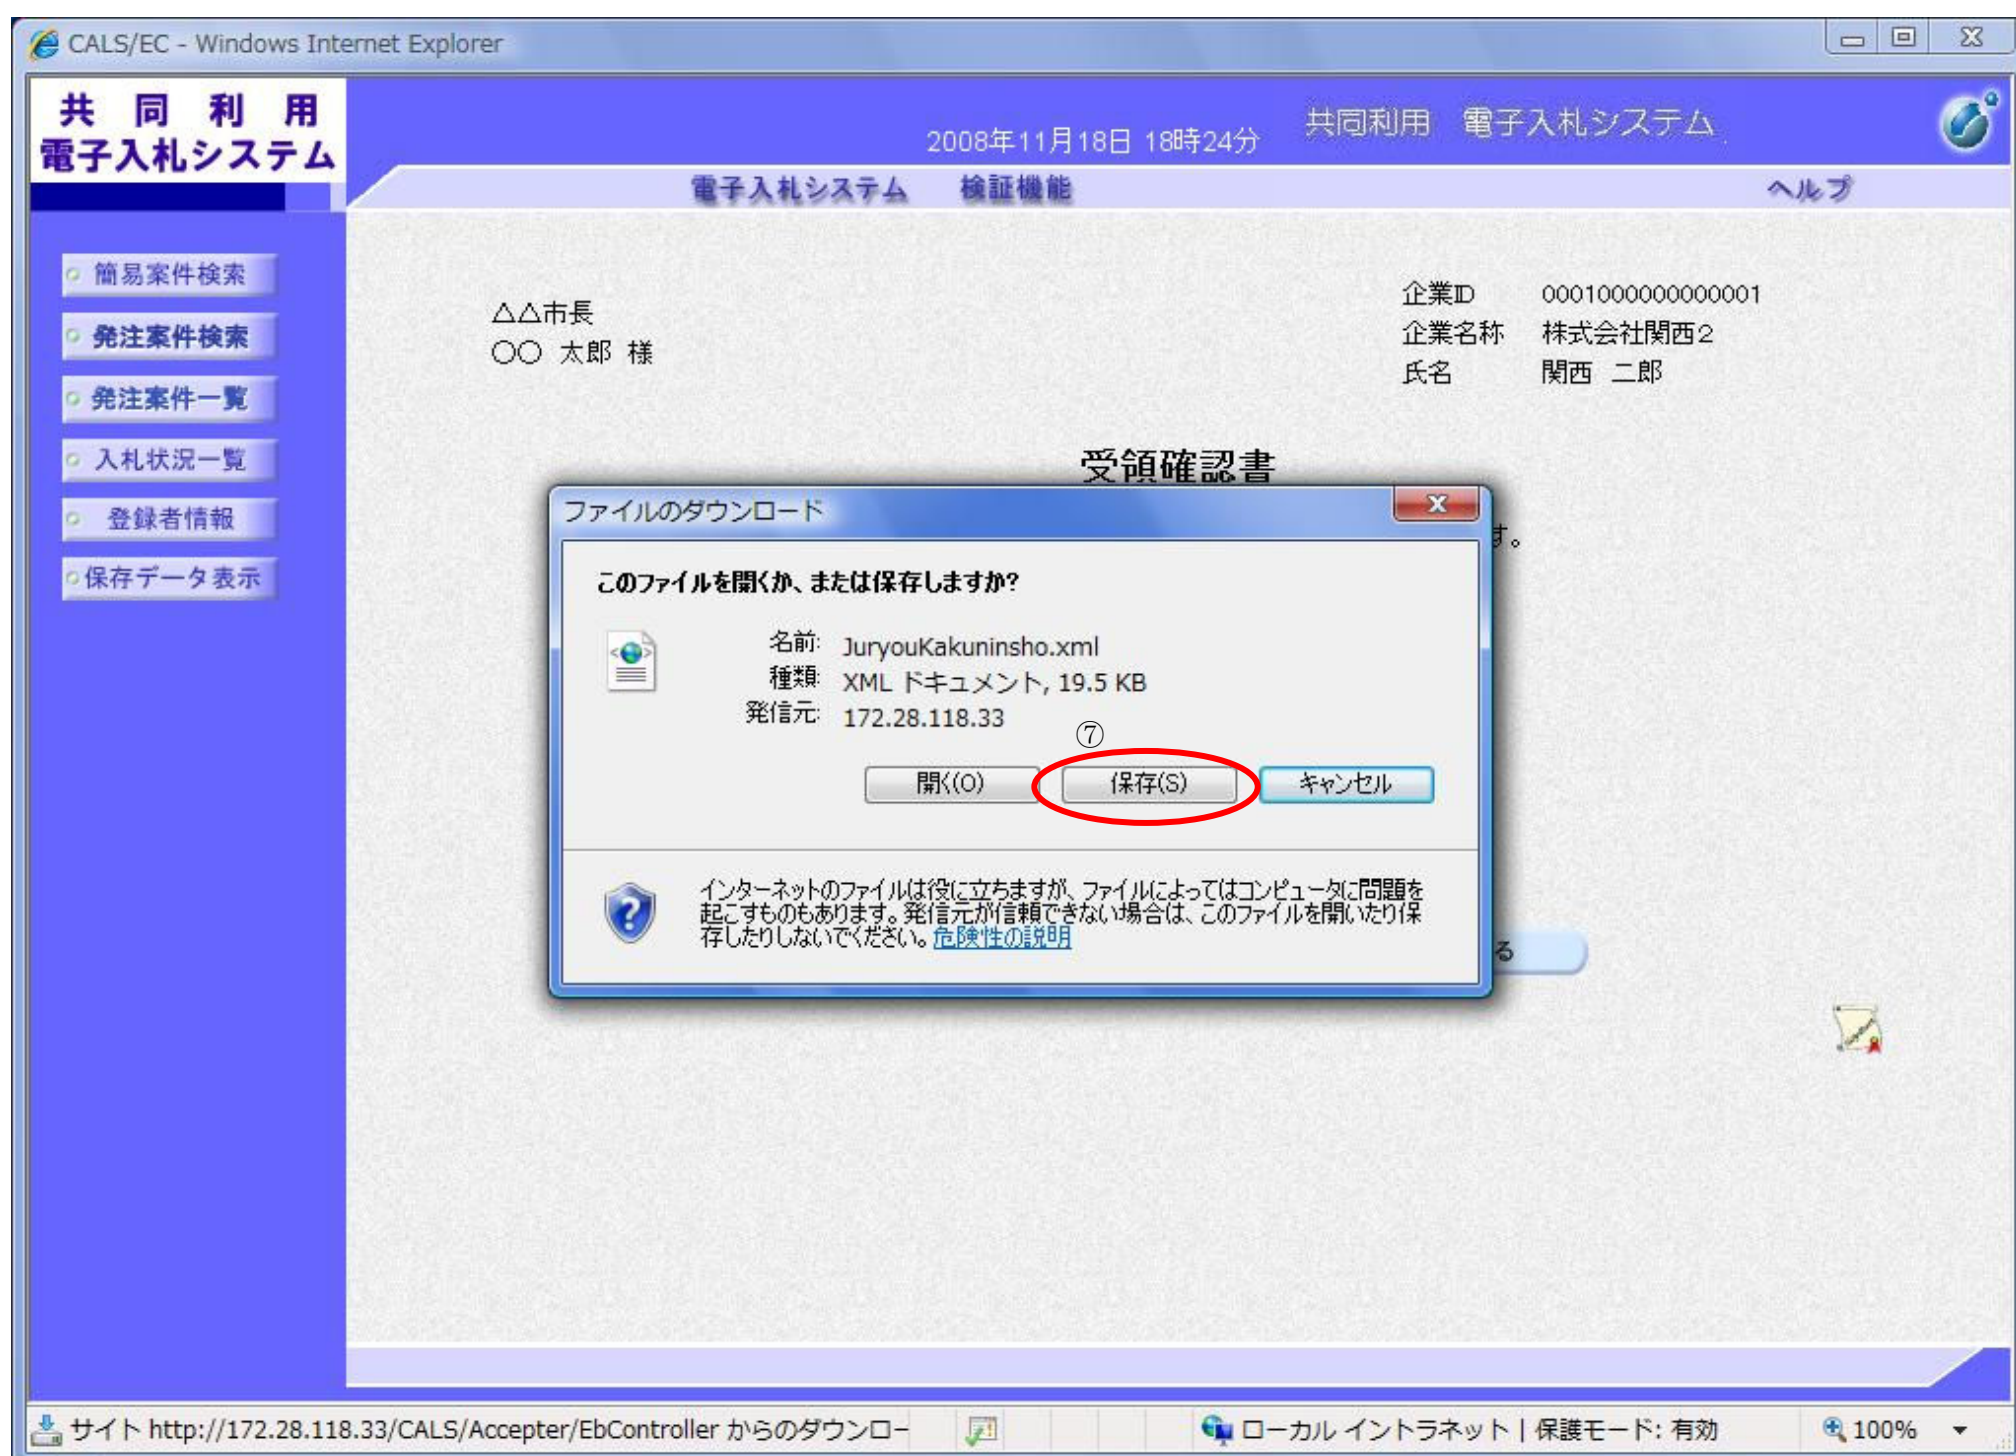 CALS/EC - Windows Internet Explorer
共同利用
電子入札システム
2008年11月18日 18時24分
共同利用 電子入札システム
電子入札システム 検証機能 ヘルプ
簡易案件検索
発注案件検索
発注案件一覧
入札状況一覧
登録者情報
保存データ表示
△△市長
〇〇 太郎 様
企業ID 0001000000000001
企業名称 株式会社関西2
氏名 関西 二郎
受領確認書
す。
ファイルのダウンロード
このファイルを開くか、または保存しますか?
名前: JuryouKakuninsho.xml
種類: XML ドキュメント, 19.5 KB
発信元: 172.28.118.33
⑦
開く(O) 保存(S) キャンセル
インターネットのファイルは役に立ちますが、ファイルによってはコンピュータに問題を
起こすものもあります。発信元が信頼できない場合は、このファイルを開いたり保
存したりしないでください。危険性の説明
る
サイト http://172.28.118.33/CALS/Accepter/EbController からのダウンロー
ローカル イントラネット | 保護モード: 有効
100%